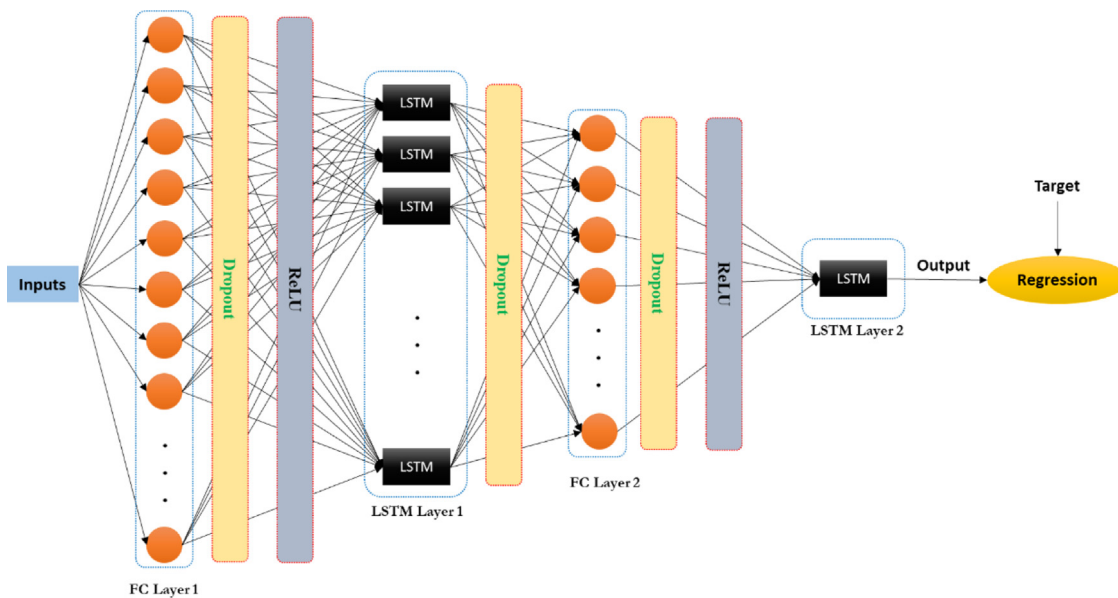 Inputs
FC Layer 1
Dropout
ReLU
LSTM
LSTM
LSTM
LSTM
LSTM Layer 1
Dropout
FC Layer 2
Dropout
ReLU
LSTM
LSTM Layer 2
Output
Target
Regression